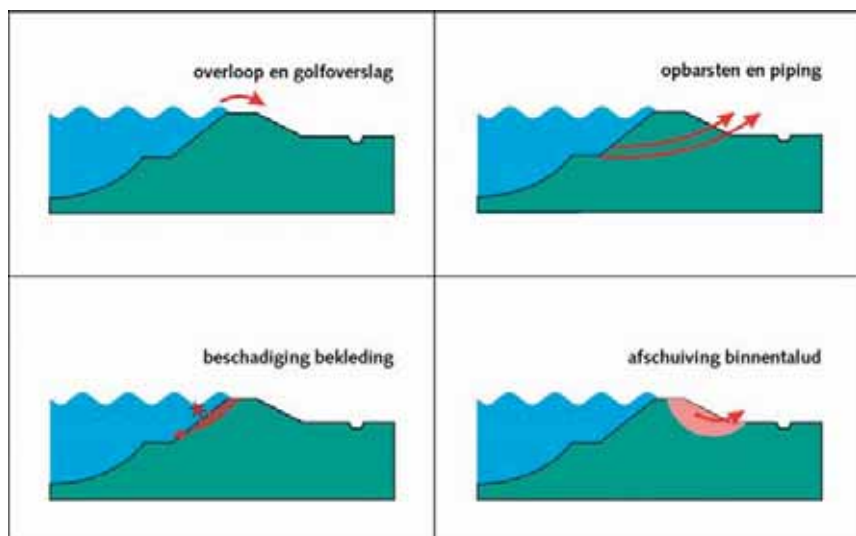 overloop en golfoverslag
opbarsten en piping
beschadiging bekleding
afschuiving binnentalud